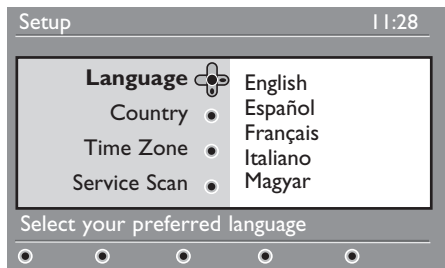 Setup 11:28
Language
Country
Time Zone
Service Scan
English
Español
Français
Italiano
Magyar
Select your preferred language